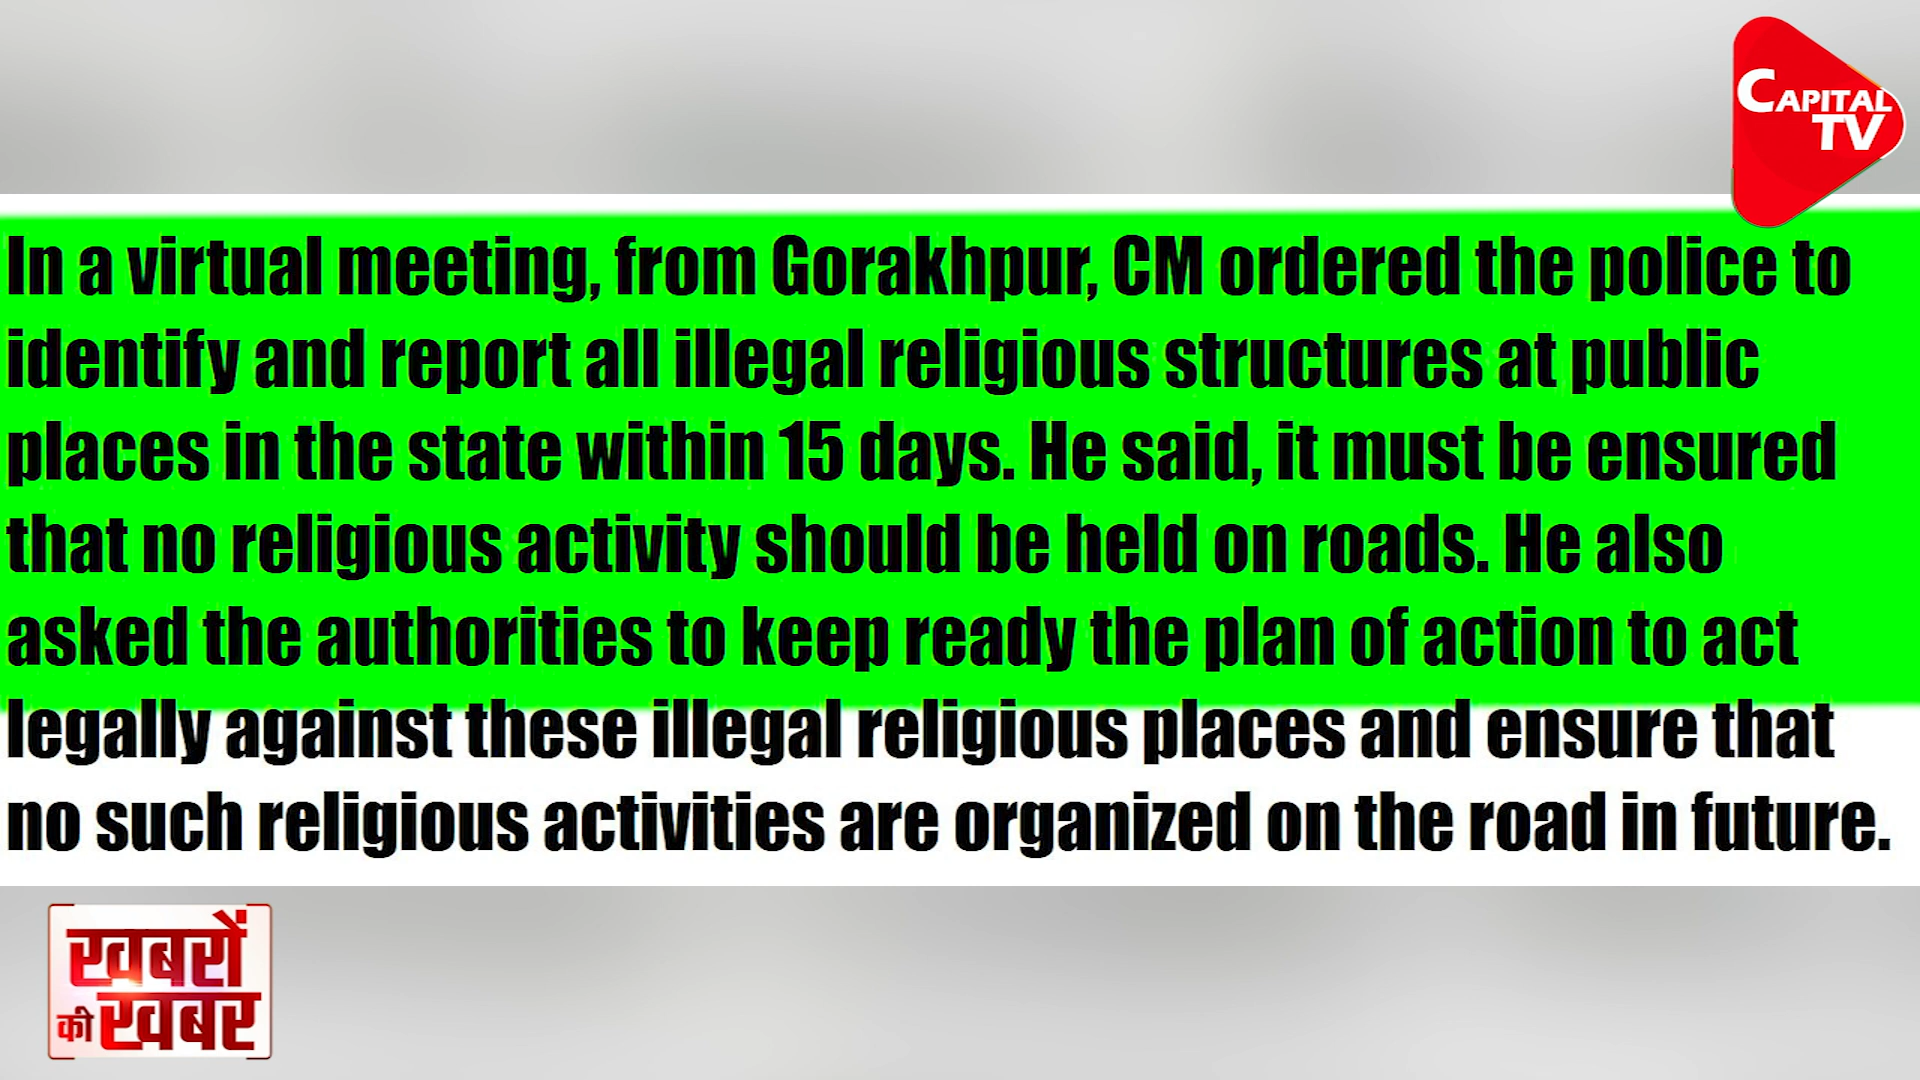 CAPITAL
TV
In a virtual meeting, from Gorakhpur, CM ordered the police to
identify and report all illegal religious structures at public
places in the state within 15 days. He said, it must be ensured
that no religious activity should be held on roads. He also
asked the authorities to keep ready the plan of action to act
legally against these illegal religious places and ensure that
no such religious activities are organized on the road in future.
खबरों
की खबर